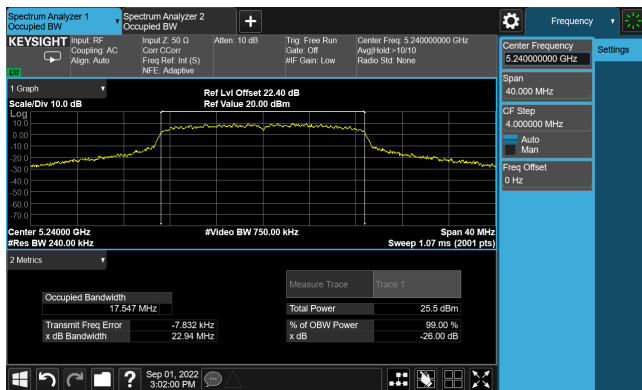 Spectrum Analyzer 1
Occupied BW
Spectrum Analyzer 2
Occupied BW
Frequency
KEYSIGHT
LXI
Input: RF
Coupling: AC
Align: Auto
Input Z: 50 Ω
Corr CCorr
Freq Ref: Int (S)
NFE: Adaptive
Atten: 10 dB
Trig: Free Run
Gate: Off
#IF Gain: Low
Center Freq: 5.240000000 GHz
Avg|Hold:>10/10
Radio Std: None
Center Frequency
5.240000000 GHz
Settings
Span
40.000 MHz
CF Step
4.000000 MHz
Auto
Man
Freq Offset
0 Hz
1 Graph
Scale/Div 10.0 dB
Ref Lvl Offset 22.40 dB
Ref Value 20.00 dBm
Log
10.0
0.00
-10.0
-20.0
-30.0
-40.0
-50.0
-60.0
-70.0
Center 5.24000 GHz
#Video BW 750.00 kHz
Span 40 MHz
#Res BW 240.00 kHz
Sweep 1.07 ms (2001 pts)
2 Metrics
Measure Trace
Trace 1
Occupied Bandwidth
17.547 MHz
Total Power
25.5 dBm
Transmit Freq Error
-7.832 kHz
% of OBW Power
99.00 %
x dB Bandwidth
22.94 MHz
x dB
-26.00 dB
?
Sep 01, 2022
3:02:00 PM